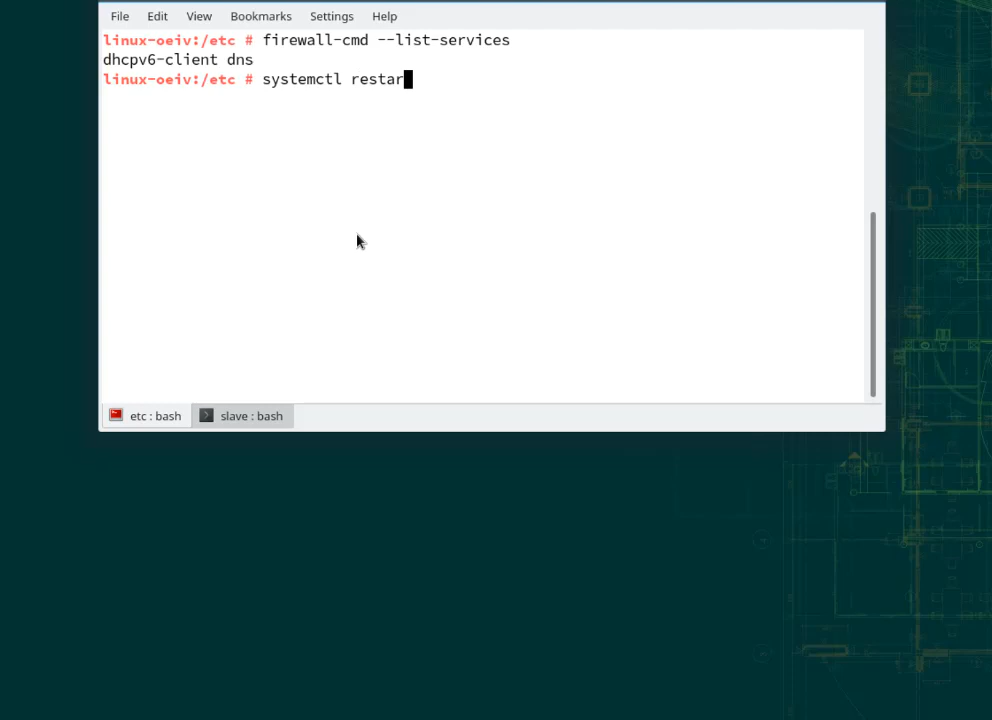 File Edit View Bookmarks Settings Help
linux-oeiv:/etc # firewall-cmd --list-services
dhcpv6-client dns
linux-oeiv:/etc # systemctl restar
etc : bash slave : bash